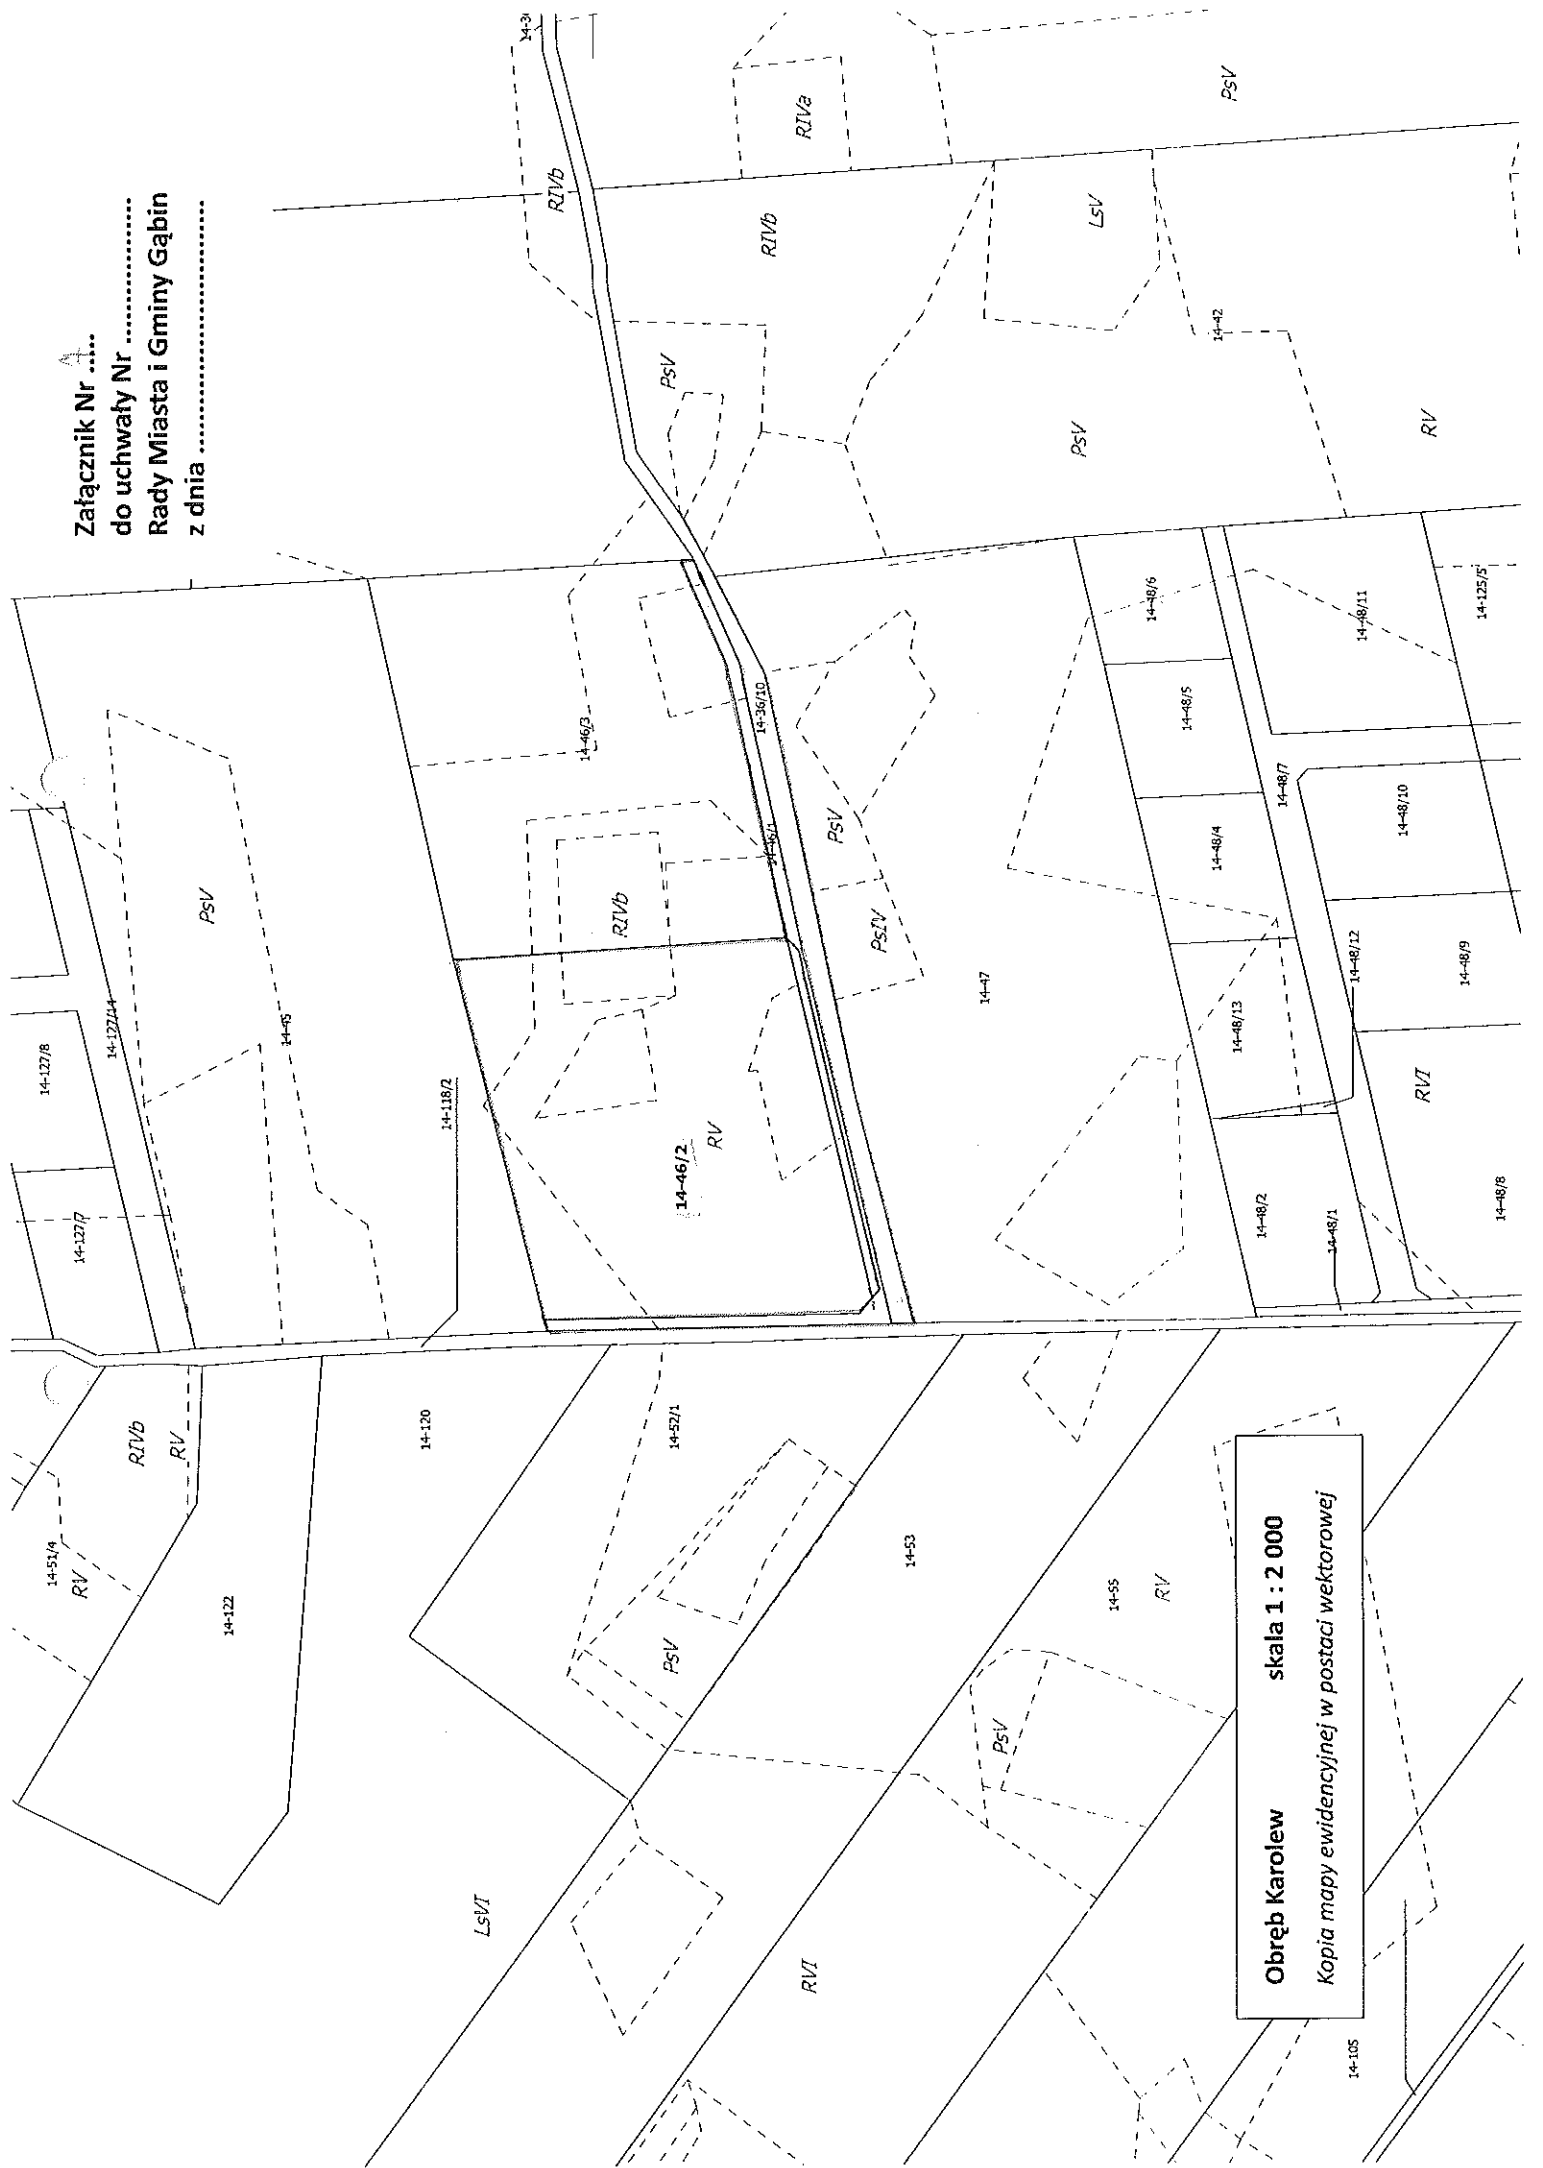 Załącznik Nr .....
do uchwały Nr ......................
Rady Miasta i Gminy Gąbin
z dnia ......................................
14-127/8
14-127/7
14-127/14
PsV
14-45
14-118/2
14-46/3
RIVb
14-46/2
RV
14-46/1
14-36/10
PsV
PsIV
14-47
RIVb
RIVb
RIVa
PsV
PsV
LsV
14-42
PsV
RV
14-48/6
14-48/5
14-48/4
14-48/13
14-48/2
14-48/1
14-48/7
14-48/12
14-48/11
14-48/10
14-48/9
14-48/8
14-125/5
RVI
14-51/4
RV
RIVb
RV
14-122
14-120
14-52/1
PsV
14-53
14-55
RV
PsV
LsVI
RVI
14-105
Obręb Karolew skala 1 : 2 000
Kopia mapy ewidencyjnej w postaci wektorowej